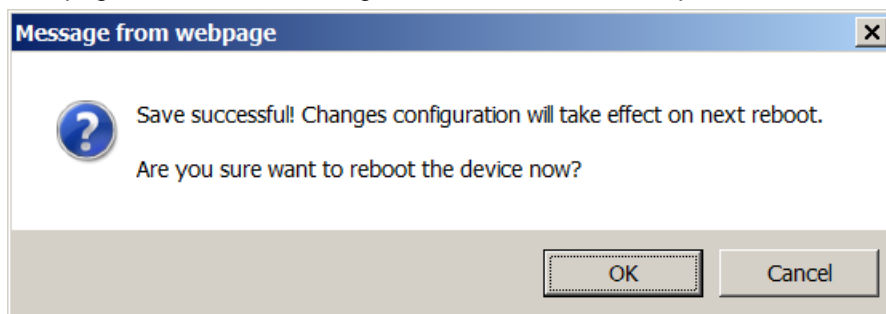 Message from webpage
Save successful! Changes configuration will take effect on next reboot.
Are you sure want to reboot the device now?
OK Cancel